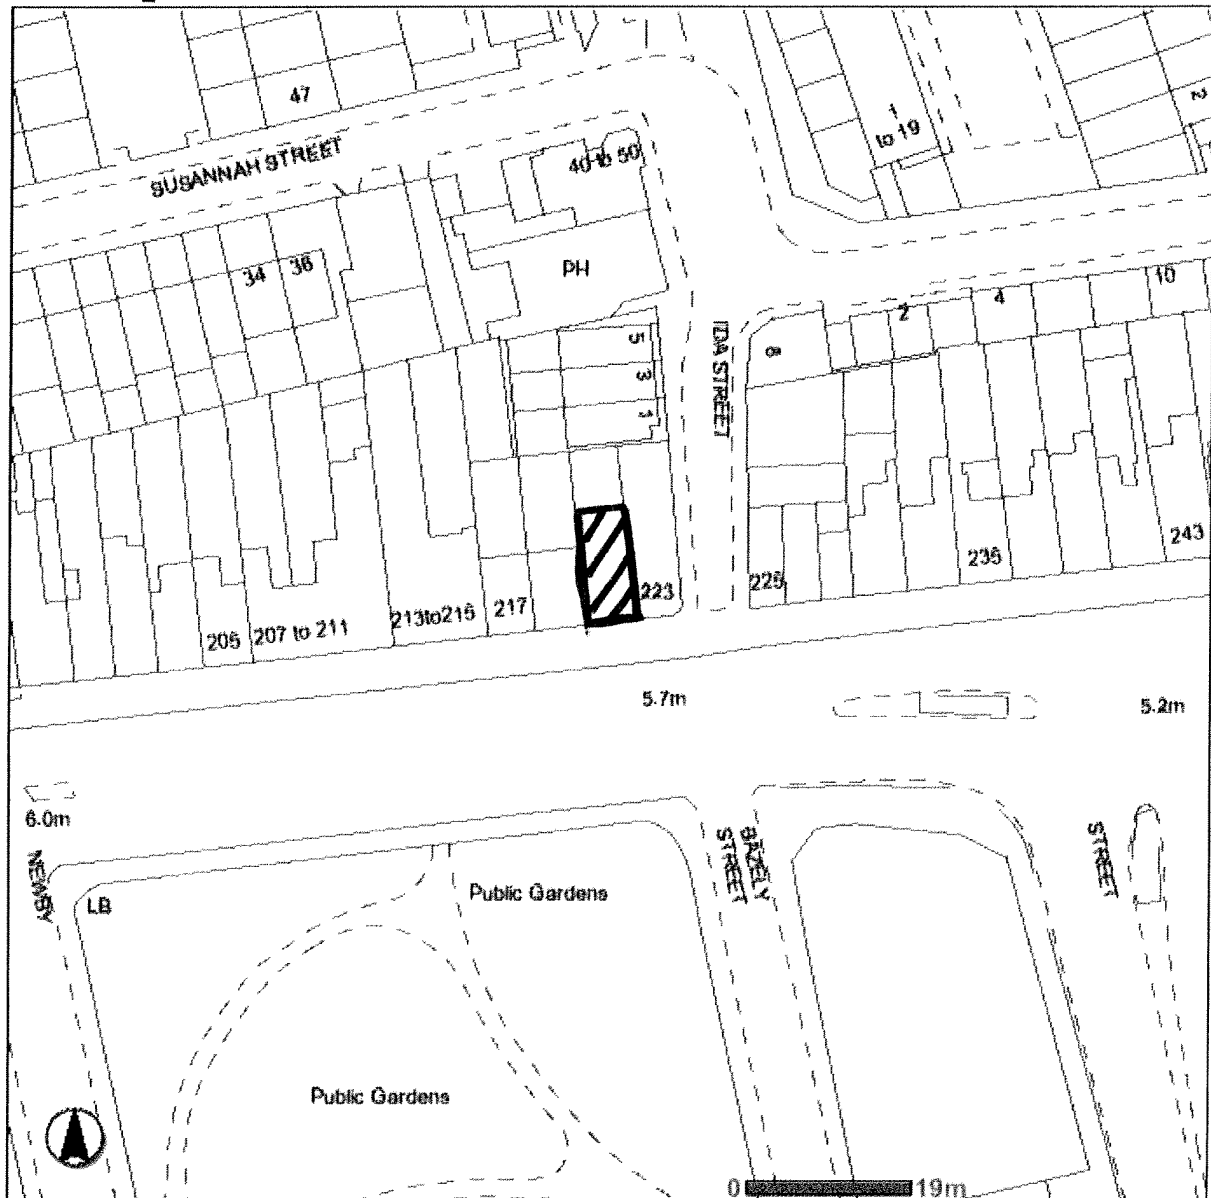 47
SUSANNAH STREET
40 to 50
1
to 19
2
34
36
PH
5
3
1
IDA STREET
8
2
4
10
205
207 to 211
213to215
217
223
225
235
243
5.7m
5.2m
6.0m
NEWBY
LB
Public Gardens
BAZELY
STREET
STREET
Public Gardens
0
19m